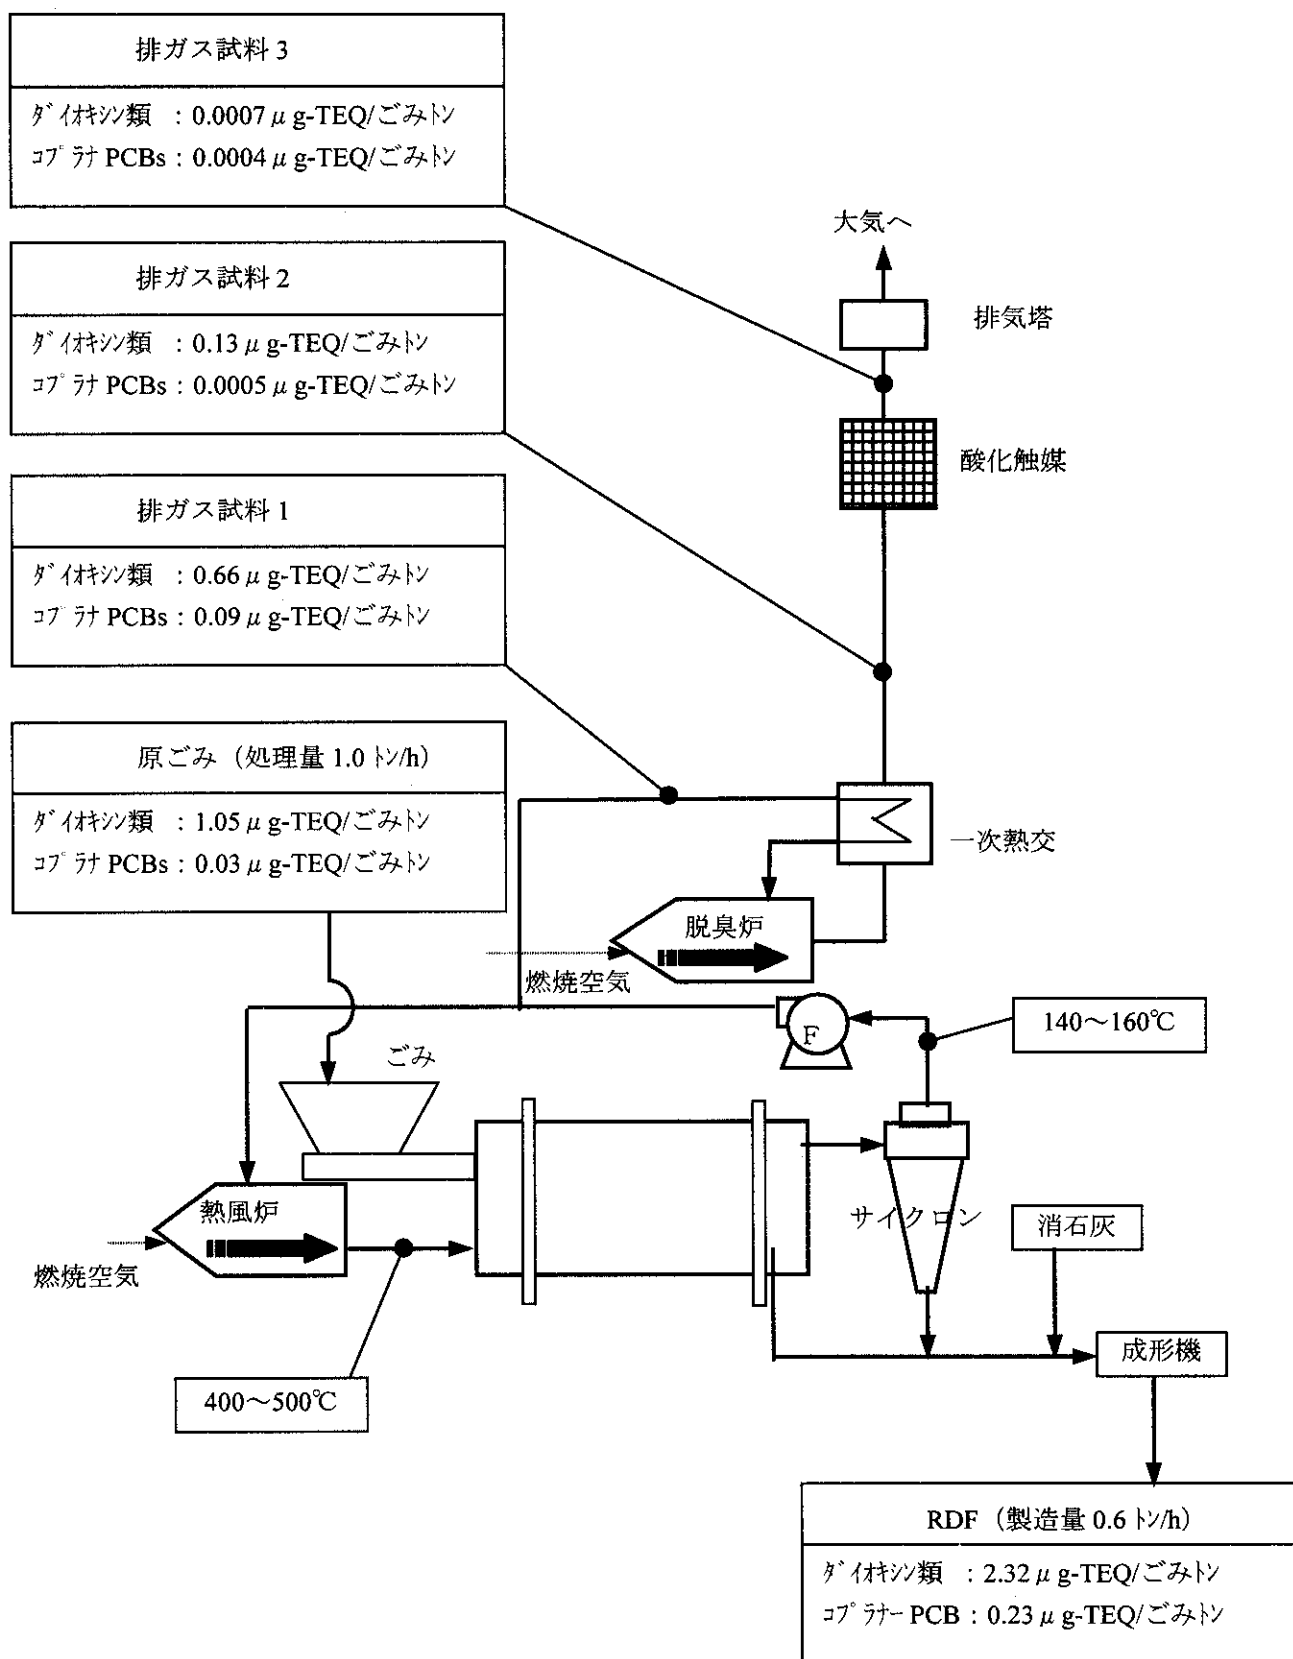 排ガス試料 3
ダイオキシン類 : 0.0007 μ g-TEQ/ごみトン
コプラナ PCBs : 0.0004 μ g-TEQ/ごみトン
排ガス試料 2
ダイオキシン類 : 0.13 μ g-TEQ/ごみトン
コプラナ PCBs : 0.0005 μ g-TEQ/ごみトン
排ガス試料 1
ダイオキシン類 : 0.66 μ g-TEQ/ごみトン
コプラナ PCBs : 0.09 μ g-TEQ/ごみトン
原ごみ（処理量 1.0 トン/h）
ダイオキシン類 : 1.05 μ g-TEQ/ごみトン
コプラナ PCBs : 0.03 μ g-TEQ/ごみトン
大気へ
排気塔
酸化触媒
一次熱交
脱臭炉
燃焼空気
F
140～160℃
ごみ
熱風炉
燃焼空気
サイクロン
消石灰
成形機
400～500℃
RDF（製造量 0.6 トン/h）
ダイオキシン類 : 2.32 μ g-TEQ/ごみトン
コプラナー PCB : 0.23 μ g-TEQ/ごみトン